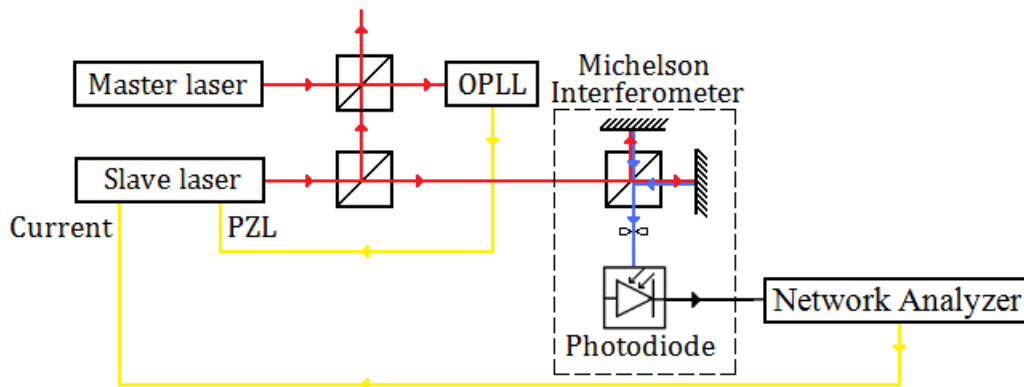 Michelson
Interferometer
Master laser
OPLL
Slave laser
Current
PZL
Network Analyzer
Photodiode